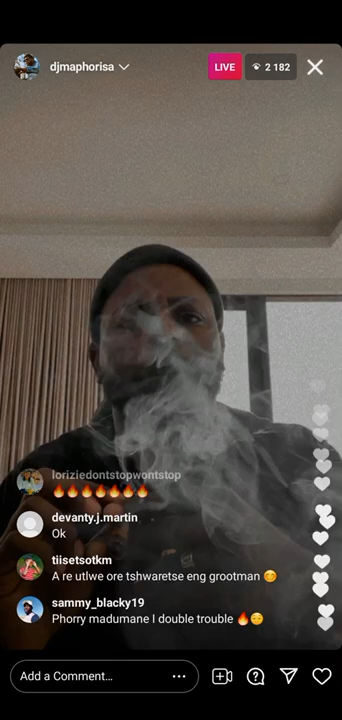 djmaphorisa
LIVE
2 182
loriziedontstopwontstop
🔥🔥🔥🔥🔥🔥🔥
devanty.j.martin
Ok
tiisetsotkm
A re utlwe ore tshwaretse eng grootman 😊
sammy_blacky19
Phorry madumane I double trouble 🔥😏
Add a Comment...